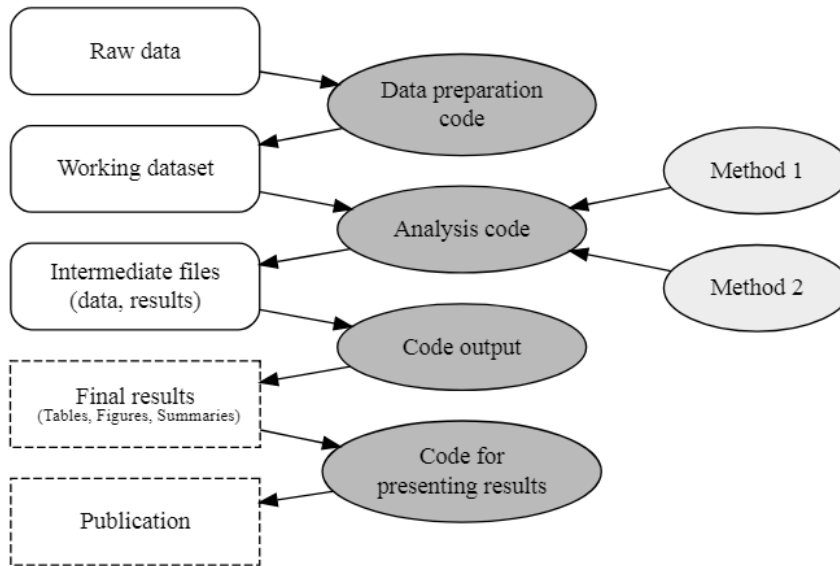 Raw data
Data preparation
code
Working dataset
Method 1
Analysis code
Intermediate files
(data, results)
Method 2
Code output
Final results
(Tables, Figures, Summaries)
Code for
presenting results
Publication